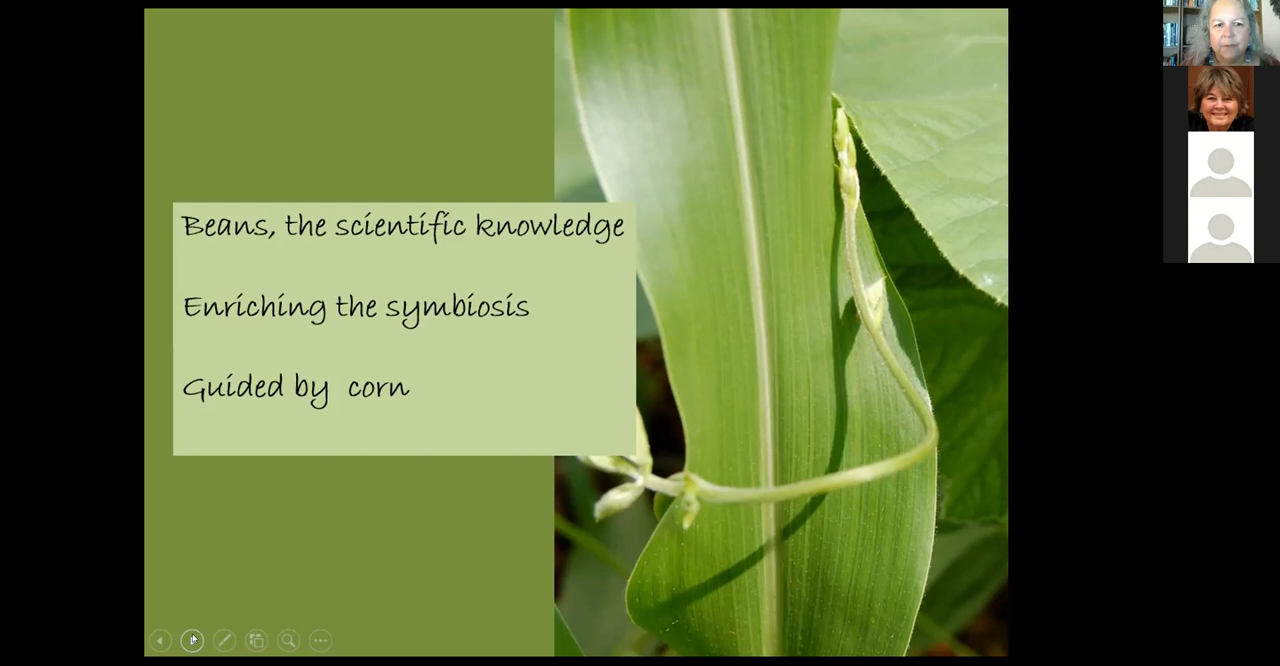 Beans, the scientific knowledge
Enriching the symbiosis
Guided by corn